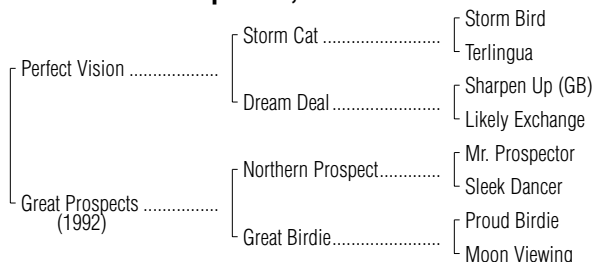 Storm Bird
Storm Cat ........................
Terlingua
Perfect Vision ..................
Sharpen Up (GB)
Dream Deal ......................
Likely Exchange
Mr. Prospector
Northern Prospect.............
Sleek Dancer
Great Prospects ...............
(1992)
Proud Birdie
Great Birdie......................
Moon Viewing